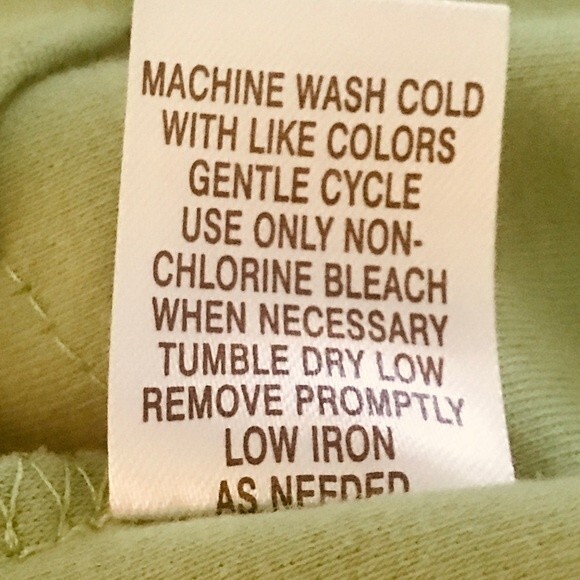 MACHINE WASH COLD
WITH LIKE COLORS
GENTLE CYCLE
USE ONLY NON-
CHLORINE BLEACH
WHEN NECESSARY
TUMBLE DRY LOW
REMOVE PROMPTLY
LOW IRON
AS NEEDED